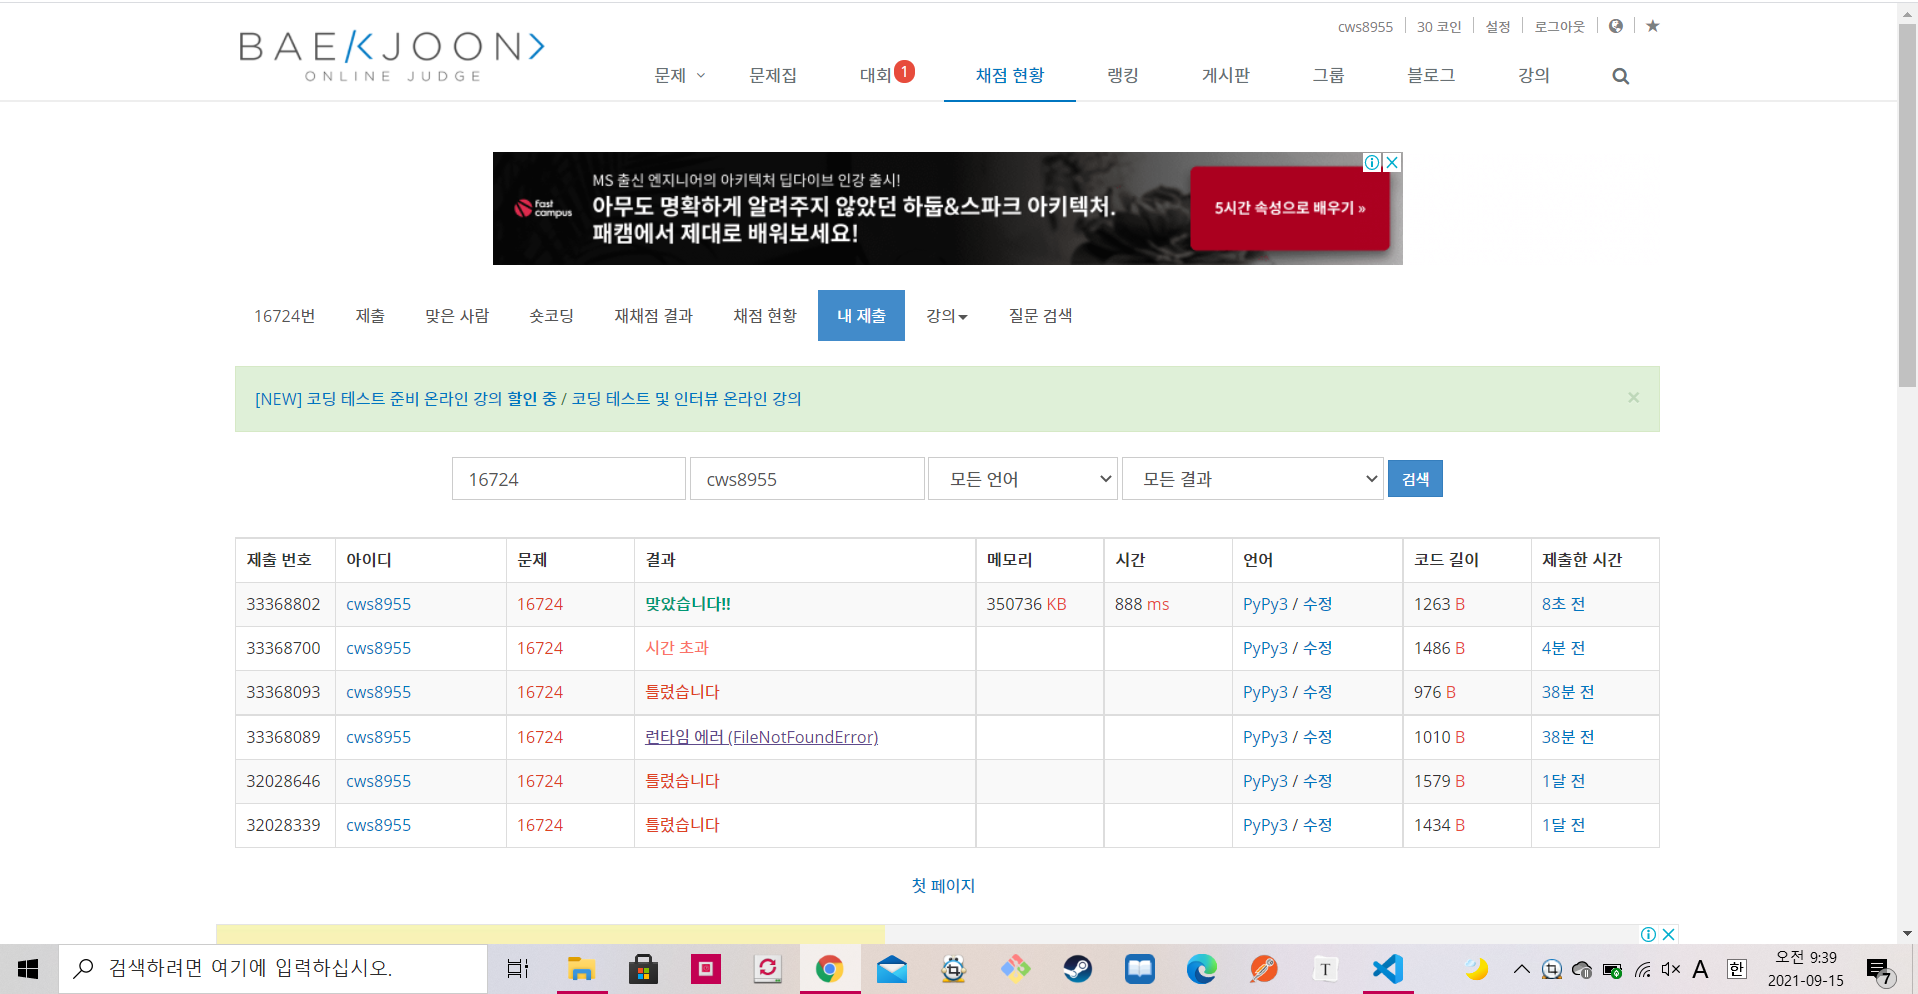 cws8955 30 코인 설정 로그아웃
BAEKJOON>
ONLINE JUDGE
문제 문제집 대회 1 채점 현황 랭킹 게시판 그룹 블로그 강의
MS 출신 엔지니어의 아키텍처 딥다이브 인강 출시!
fast campus
아무도 명확하게 알려주지 않았던 하둡&스파크 아키텍처.
패캠에서 제대로 배워보세요!
5시간 속성으로 배우기 »
16724번 제출 맞은 사람 숏코딩 재채점 결과 채점 현황 내 제출 강의 질문 검색
[NEW] 코딩 테스트 준비 온라인 강의 할인 중 / 코딩 테스트 및 인터뷰 온라인 강의 ×
16724 cws8955 모든 언어 모든 결과 검색
제출 번호 아이디 문제 결과 메모리 시간 언어 코드 길이 제출한 시간
33368802 cws8955 16724 맞았습니다!! 350736 KB 888 ms PyPy3 / 수정 1263 B 8초 전
33368700 cws8955 16724 시간 초과 PyPy3 / 수정 1486 B 4분 전
33368093 cws8955 16724 틀렸습니다 PyPy3 / 수정 976 B 38분 전
33368089 cws8955 16724 런타임 에러 (FileNotFoundError) PyPy3 / 수정 1010 B 38분 전
32028646 cws8955 16724 틀렸습니다 PyPy3 / 수정 1579 B 1달 전
32028339 cws8955 16724 틀렸습니다 PyPy3 / 수정 1434 B 1달 전
첫 페이지
검색하려면 여기에 입력하십시오.
T
A 한
오전 9:39
2021-09-15
7